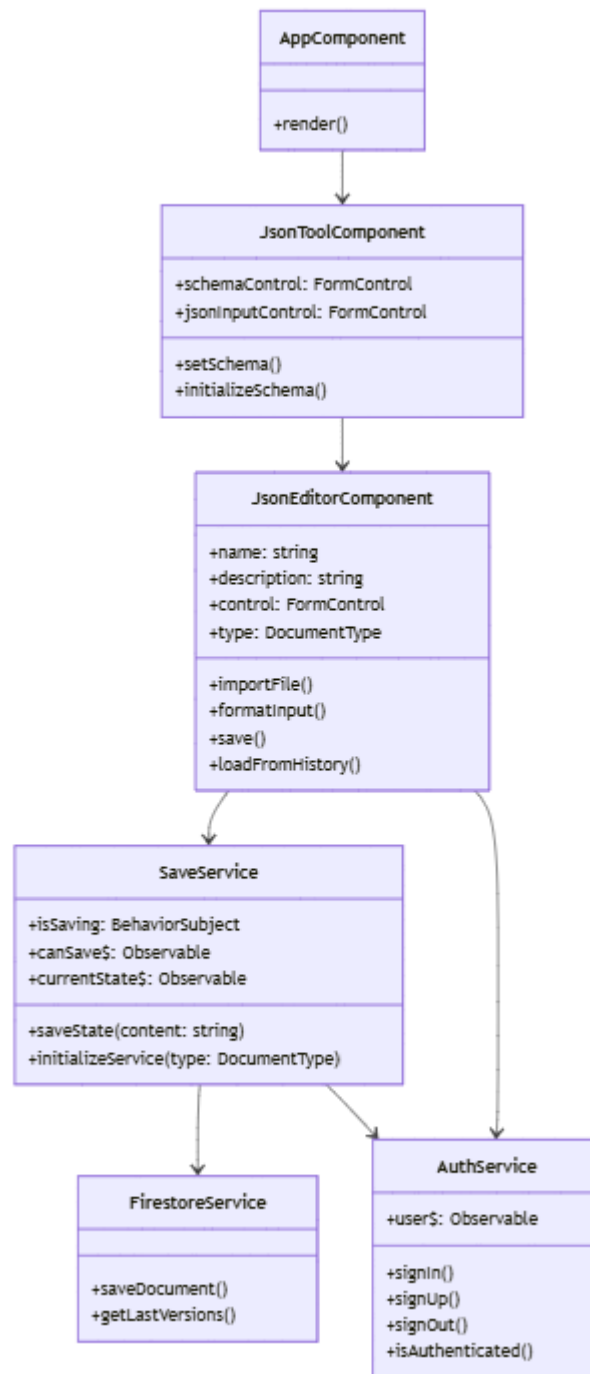 AppComponent
+render()
JsonToolComponent
+schemaControl: FormControl
+jsonInputControl: FormControl
+setSchema()
+initializeSchema()
JsonEditorComponent
+name: string
+description: string
+control: FormControl
+type: DocumentType
+importFile()
+formatInput()
+save()
+loadFromHistory()
SaveService
+isSaving: BehaviorSubject
+canSave$: Observable
+currentState$: Observable
+saveState(content: string)
+initializeService(type: DocumentType)
FirestoreService
+saveDocument()
+getLastVersions()
AuthService
+user$: Observable
+signIn()
+signUp()
+signOut()
+isAuthenticated()